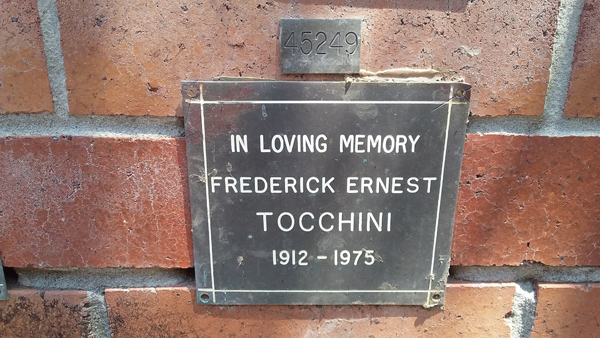 45249
IN LOVING MEMORY
FREDERICK ERNEST
TOCCHINI
1912 - 1975